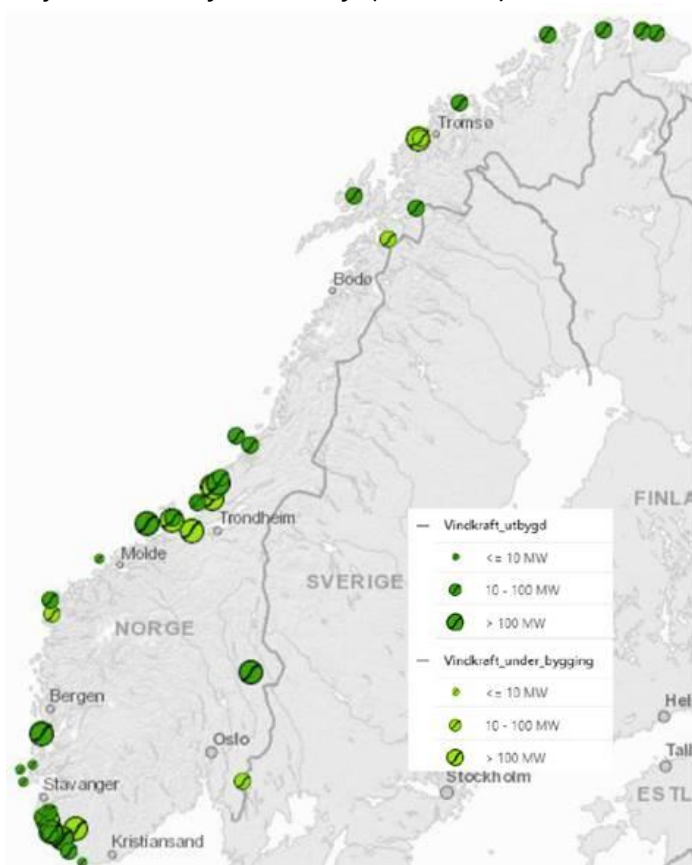 Tromsø
Bodø
Trondheim
Molde
FINLA
Vindkraft_utbygd
<= 10 MW
10 - 100 MW
> 100 MW
SVERIGE
NORGE
Vindkraft_under_bygging
<= 10 MW
10 - 100 MW
> 100 MW
Bergen
Oslo
Hel
Tall
Stavanger
Stockholm
ESTL
Kristiansand